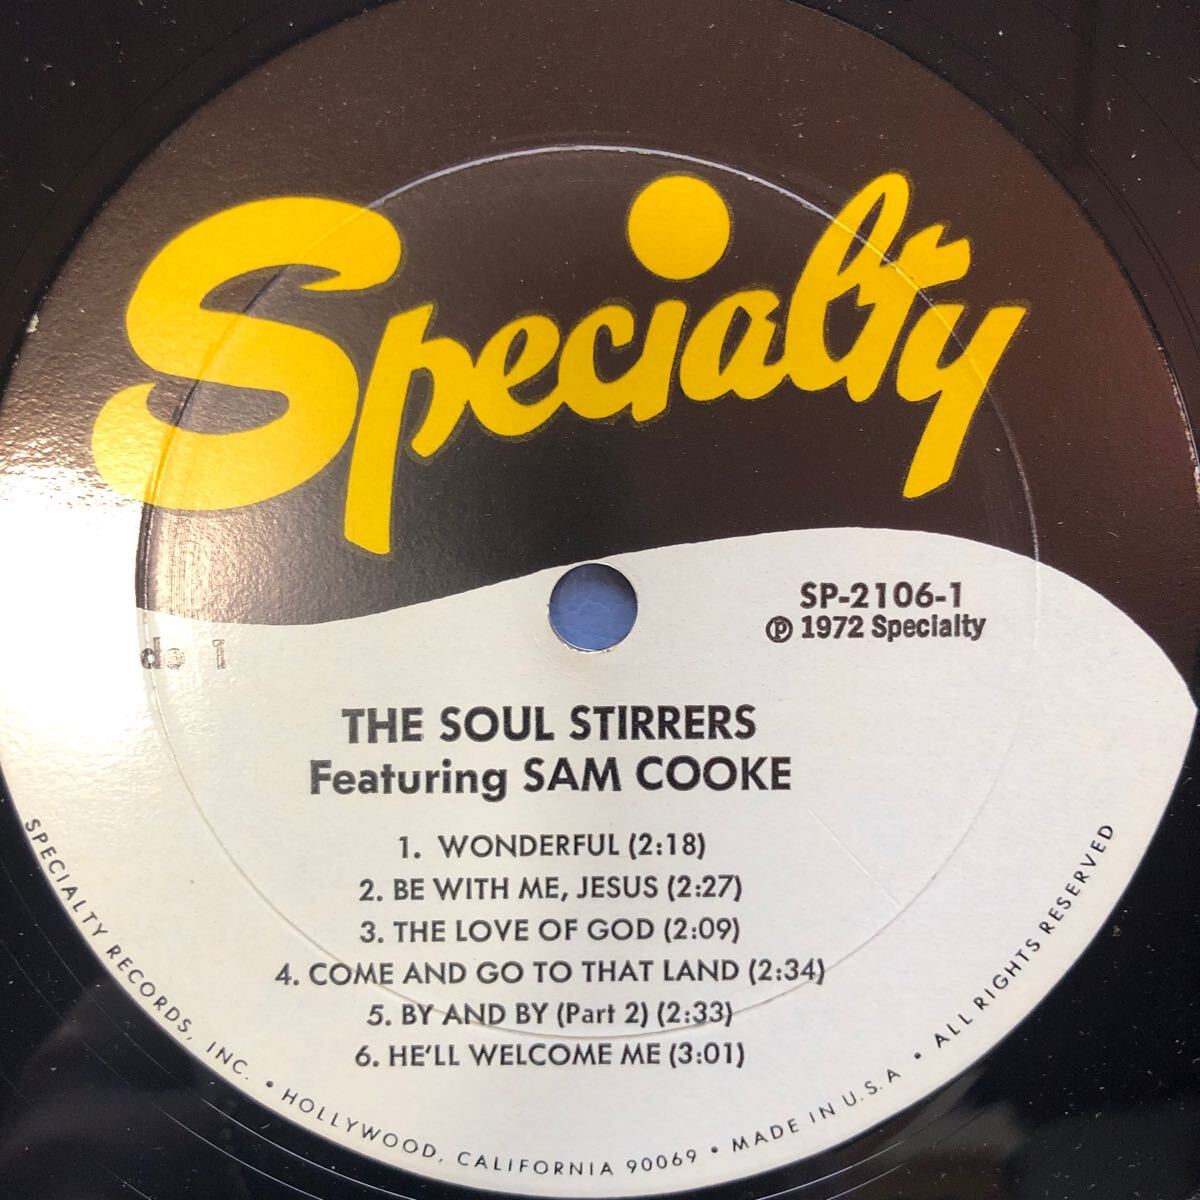 Specialty
SP-2106-1
℗ 1972 Specialty
THE SOUL STIRRERS
Featuring SAM COOKE
1. WONDERFUL (2:18)
2. BE WITH ME, JESUS (2:27)
3. THE LOVE OF GOD (2:09)
4. COME AND GO TO THAT LAND (2:34)
5. BY AND BY (Part 2) (2:33)
6. HE'LL WELCOME ME (3:01)
SPECIALTY RECORDS, INC. • HOLLYWOOD, CALIFORNIA 90069 • MADE IN U.S.A • ALL RIGHTS RESERVED